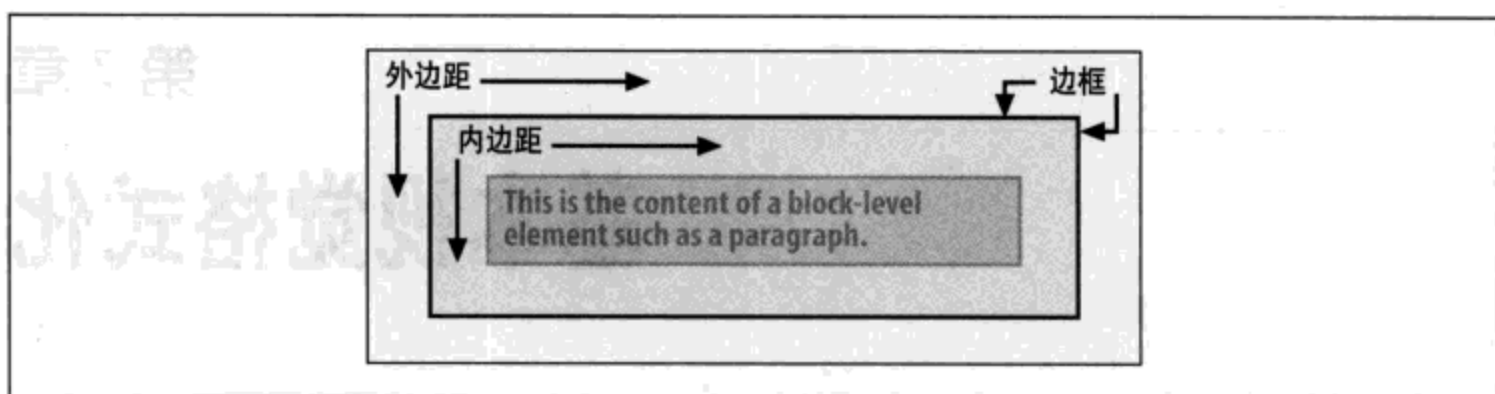 外边距
边框
内边距
This is the content of a block-level
element such as a paragraph.